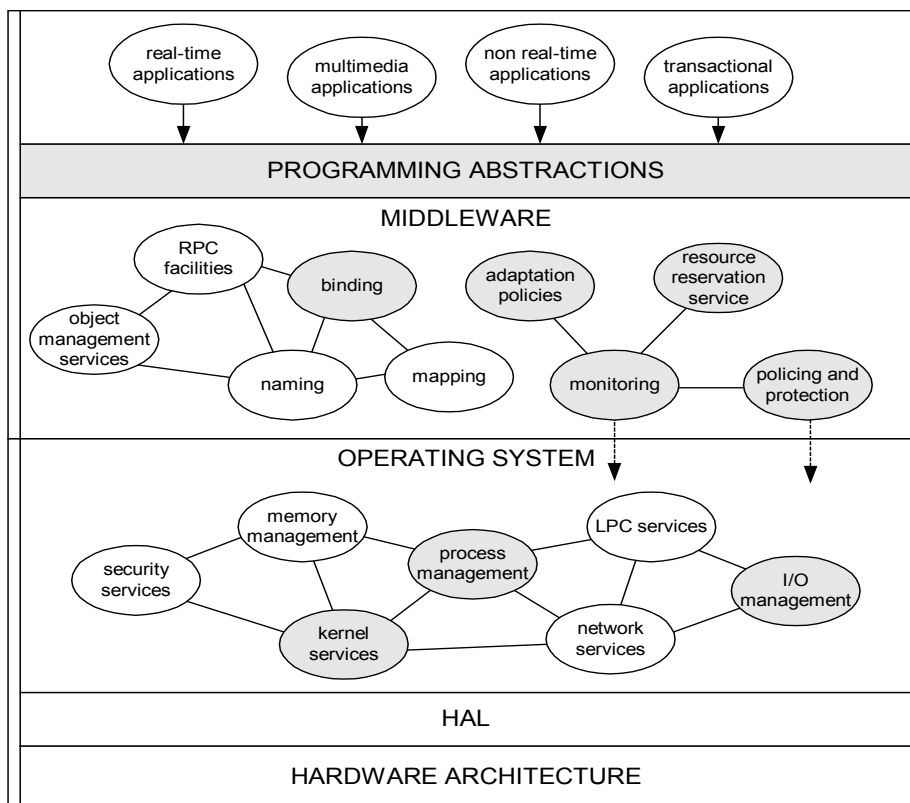 real-time
applications
multimedia
applications
non real-time
applications
transactional
applications
PROGRAMMING ABSTRACTIONS
MIDDLEWARE
RPC
facilities
binding
adaptation
policies
resource
reservation
service
object
management
services
naming
mapping
monitoring
policing and
protection
OPERATING SYSTEM
memory
management
LPC services
security
services
process
management
I/O
management
kernel
services
network
services
HAL
HARDWARE ARCHITECTURE